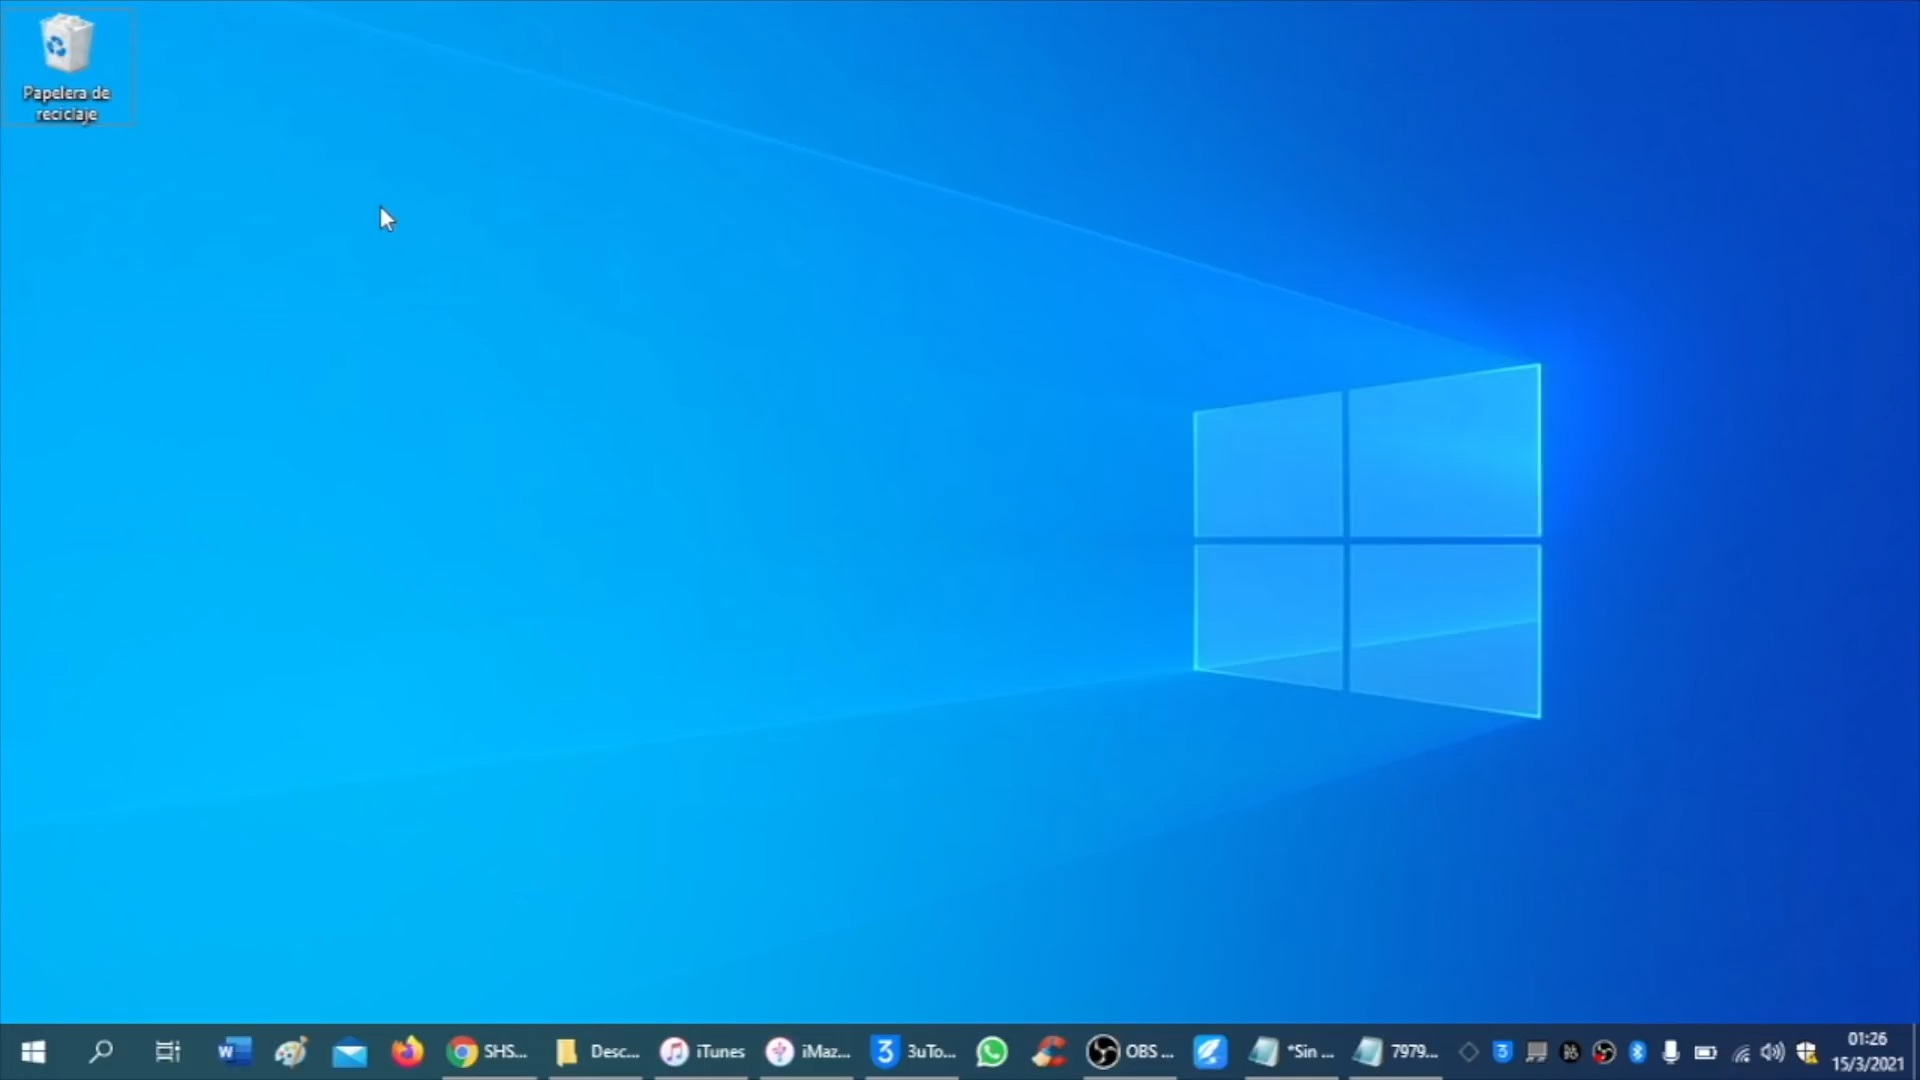 Papelera de
reciclaje
SHS...
Desc...
iTunes
iMaz...
3uTo...
OBS ...
*Sin ...
7979...
01:26
15/3/2021